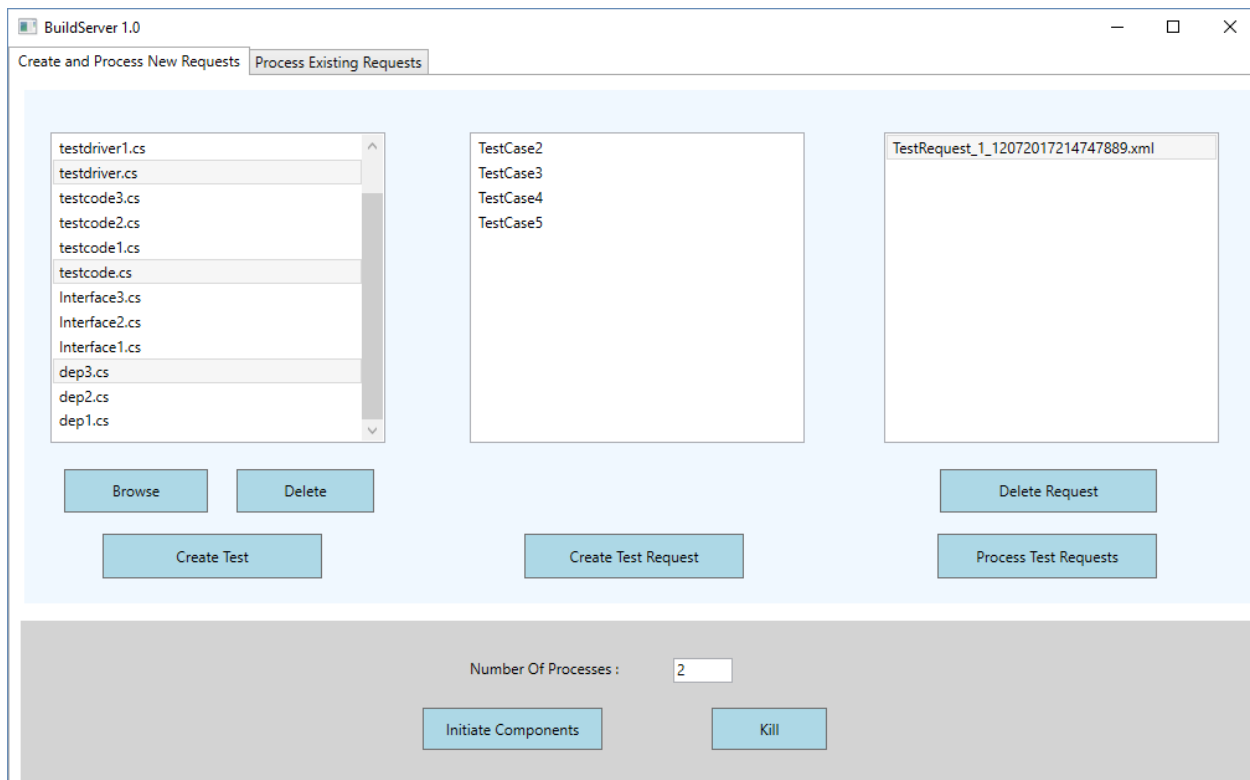 BuildServer 1.0
Create and Process New Requests
Process Existing Requests
testdriver1.cs
testdriver.cs
testcode3.cs
testcode2.cs
testcode1.cs
testcode.cs
Interface3.cs
Interface2.cs
Interface1.cs
dep3.cs
dep2.cs
dep1.cs
TestCase2
TestCase3
TestCase4
TestCase5
TestRequest_1_12072017214747889.xml
Browse
Delete
Delete Request
Create Test
Create Test Request
Process Test Requests
Number Of Processes :
2
Initiate Components
Kill